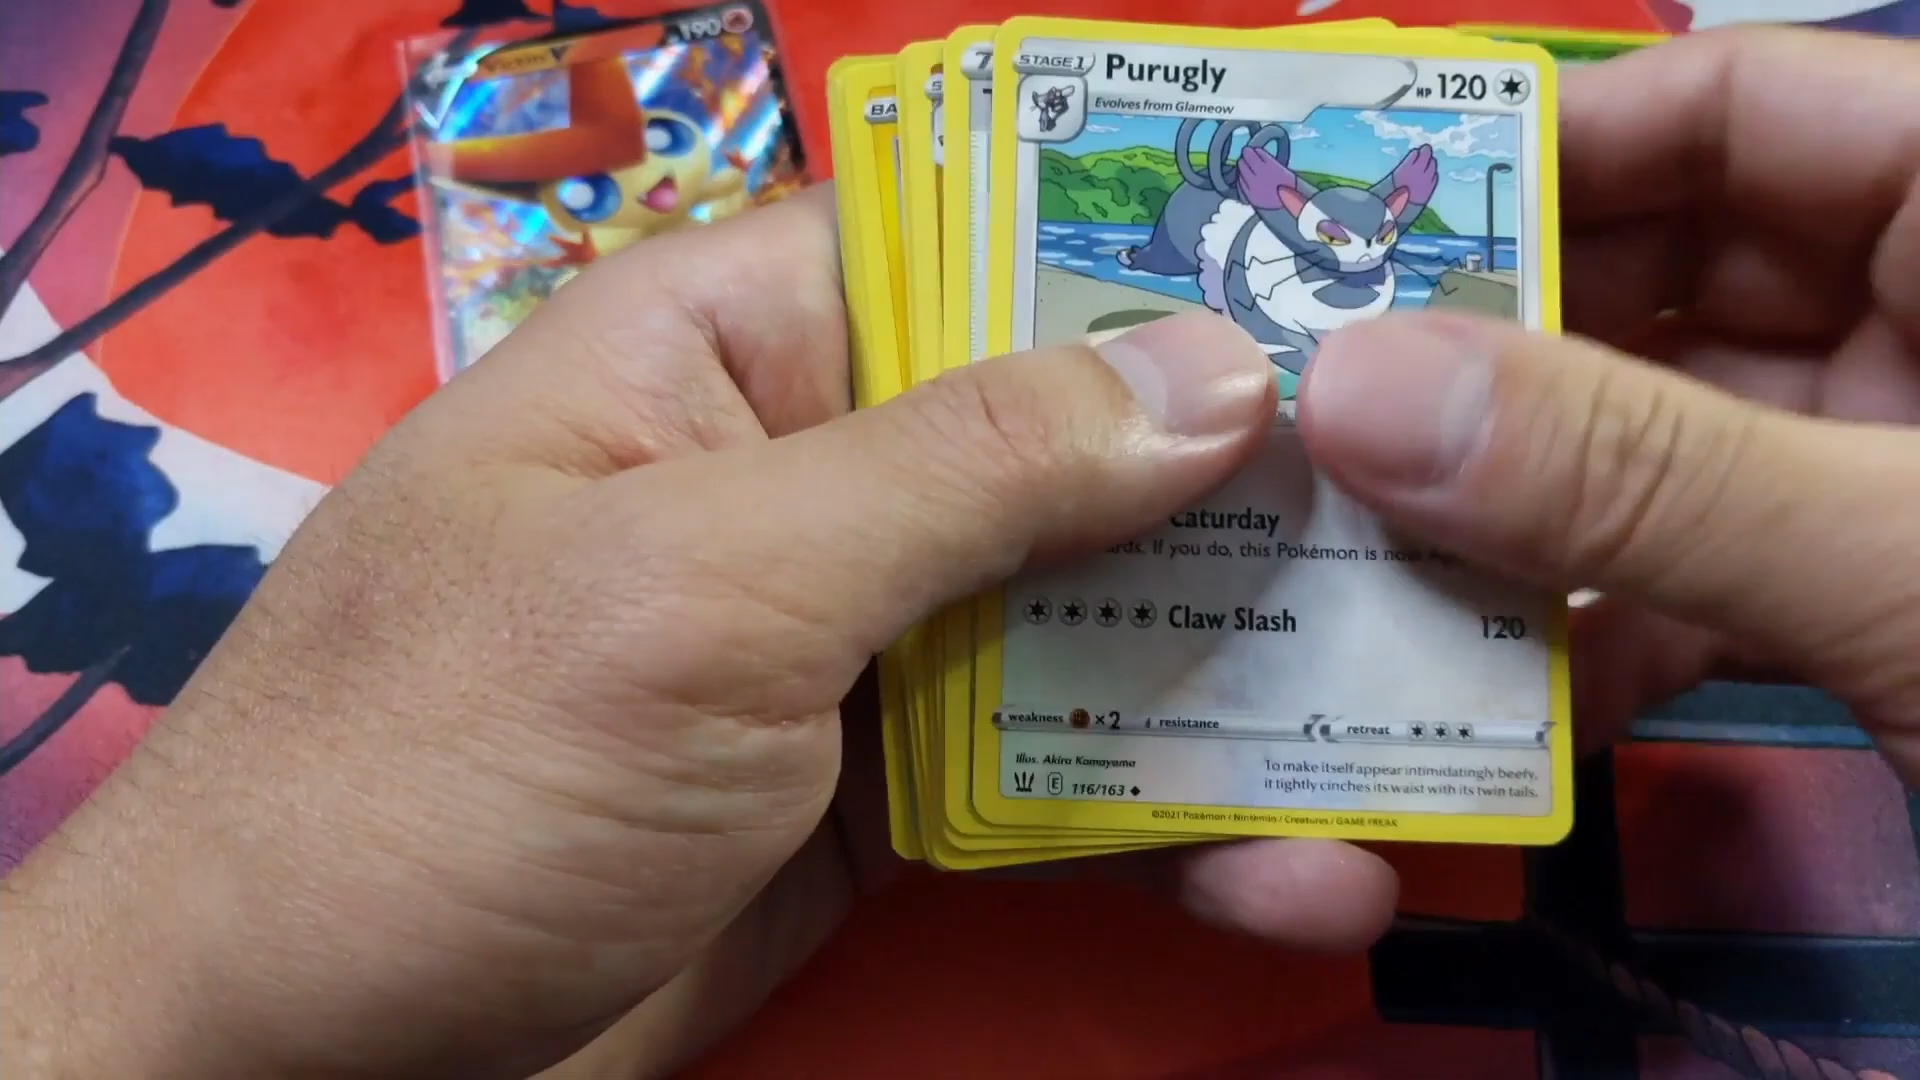 190
V
BA
S
7
STAGE 1
Purugly
HP 120
Evolves from Glameow
Caturday
ards. If you do, this Pokémon is now
Claw Slash
120
weakness ×2
resistance
retreat
Illus. Akira Komayama
To make itself appear intimidatingly beefy,
it tightly cinches its waist with its twin tails.
E 116/163
©2021 Pokémon / Nintendo / Creatures / GAME FREAK